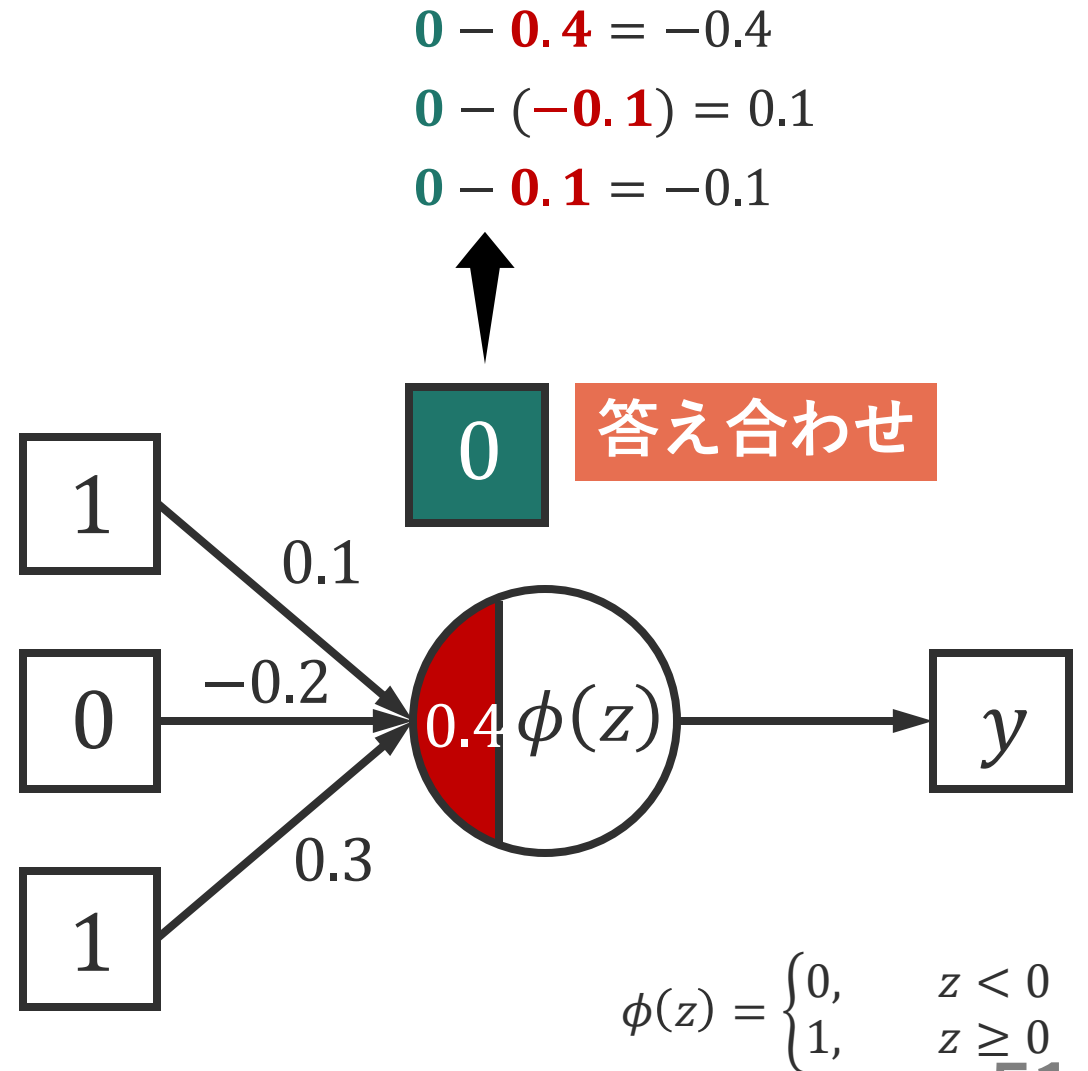 0 − 0.4 = −0.4
0 − (−0.1) = 0.1
0 − 0.1 = −0.1
0
答え合わせ
1
0.1
−0.2
0
0.4
ϕ(z)
y
0.3
1
ϕ(z) = {0, z < 0
1, z ≥ 0